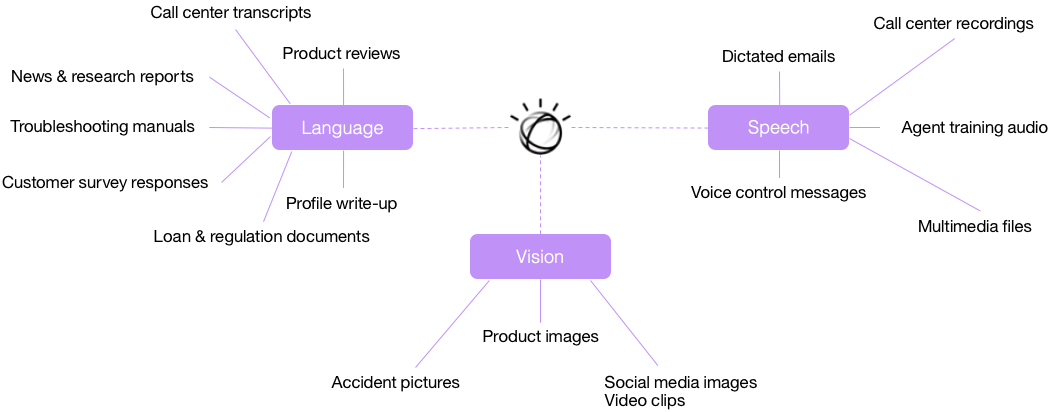 Call center transcripts
Product reviews
News & research reports
Troubleshooting manuals
Language
Customer survey responses
Profile write-up
Loan & regulation documents
Call center recordings
Dictated emails
Speech
Agent training audio
Voice control messages
Multimedia files
Vision
Product images
Accident pictures
Social media images
Video clips